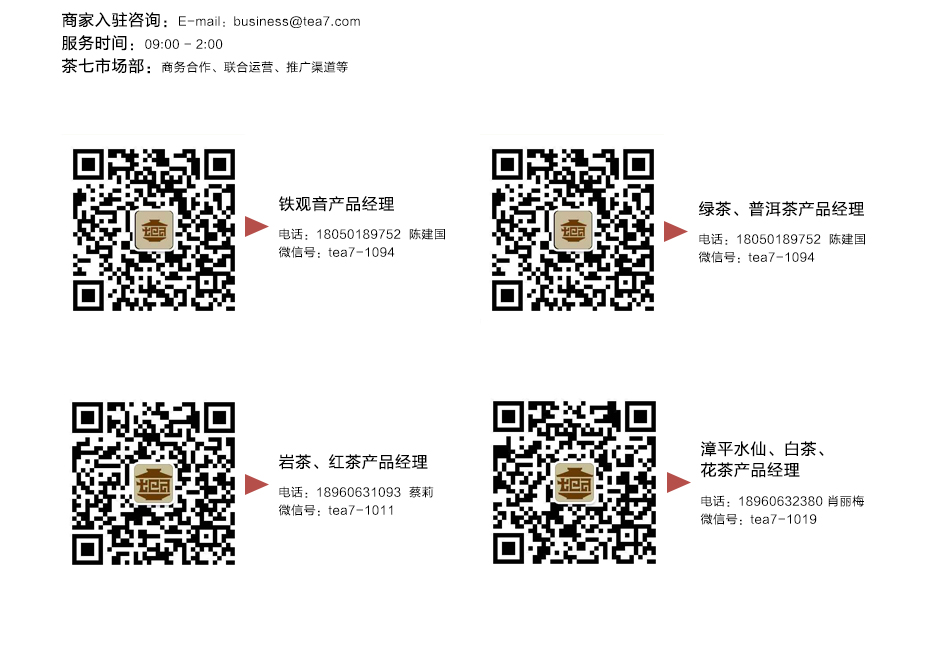 商家入驻咨询：E-mail：business@tea7.com
服务时间：09:00 - 2:00
茶七市场部：商务合作、联合运营、推广渠道等
铁观音产品经理
电话：18050189752 陈建国
微信号：tea7-1094
绿茶、普洱茶产品经理
电话：18050189752 陈建国
微信号：tea7-1094
岩茶、红茶产品经理
电话：18960631093 蔡莉
微信号：tea7-1011
漳平水仙、白茶、
花茶产品经理
电话：18960632380 肖丽梅
微信号：tea7-1019